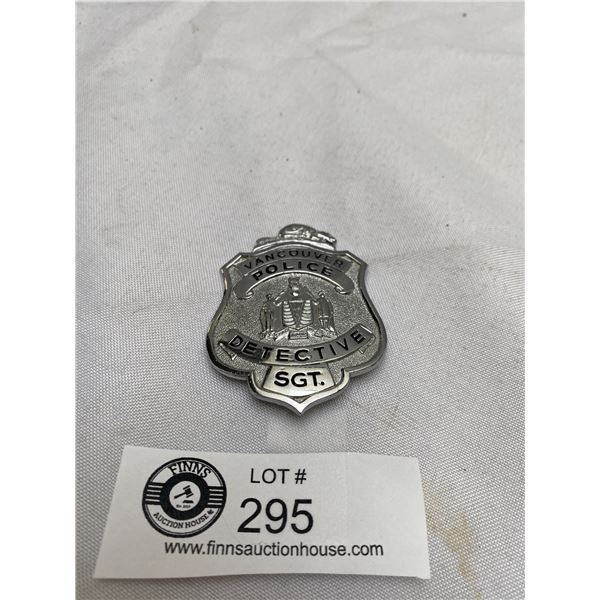 VANCOUVER
POLICE
DETECTIVE
SGT.
FINNS
AUCTION HOUSE
LOT #
295
www.finnsauctionhouse.com